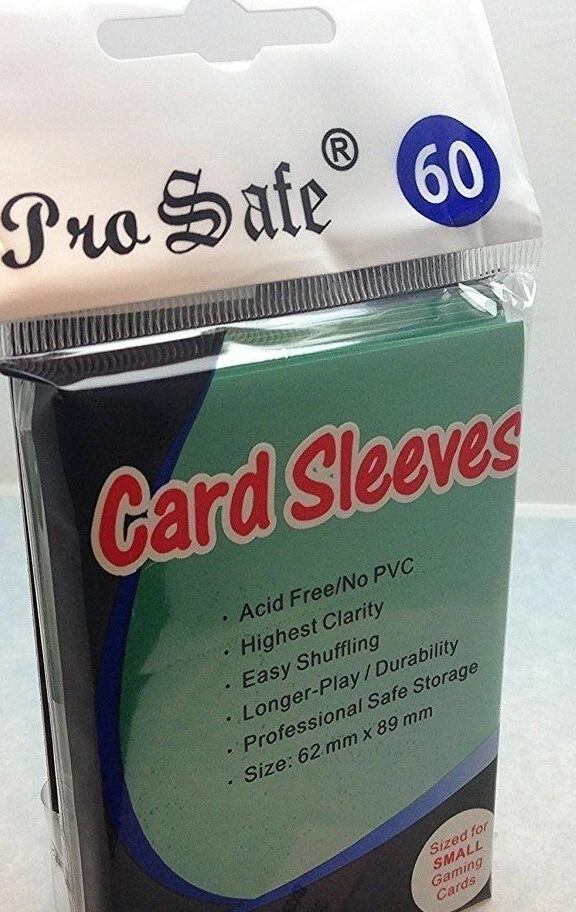 Pro Safe®
60
Card Sleeves
· Acid Free/No PVC
· Highest Clarity
· Easy Shuffling
· Longer-Play / Durability
· Professional Safe Storage
· Size: 62 mm x 89 mm
Sized for
SMALL
Gaming
Cards